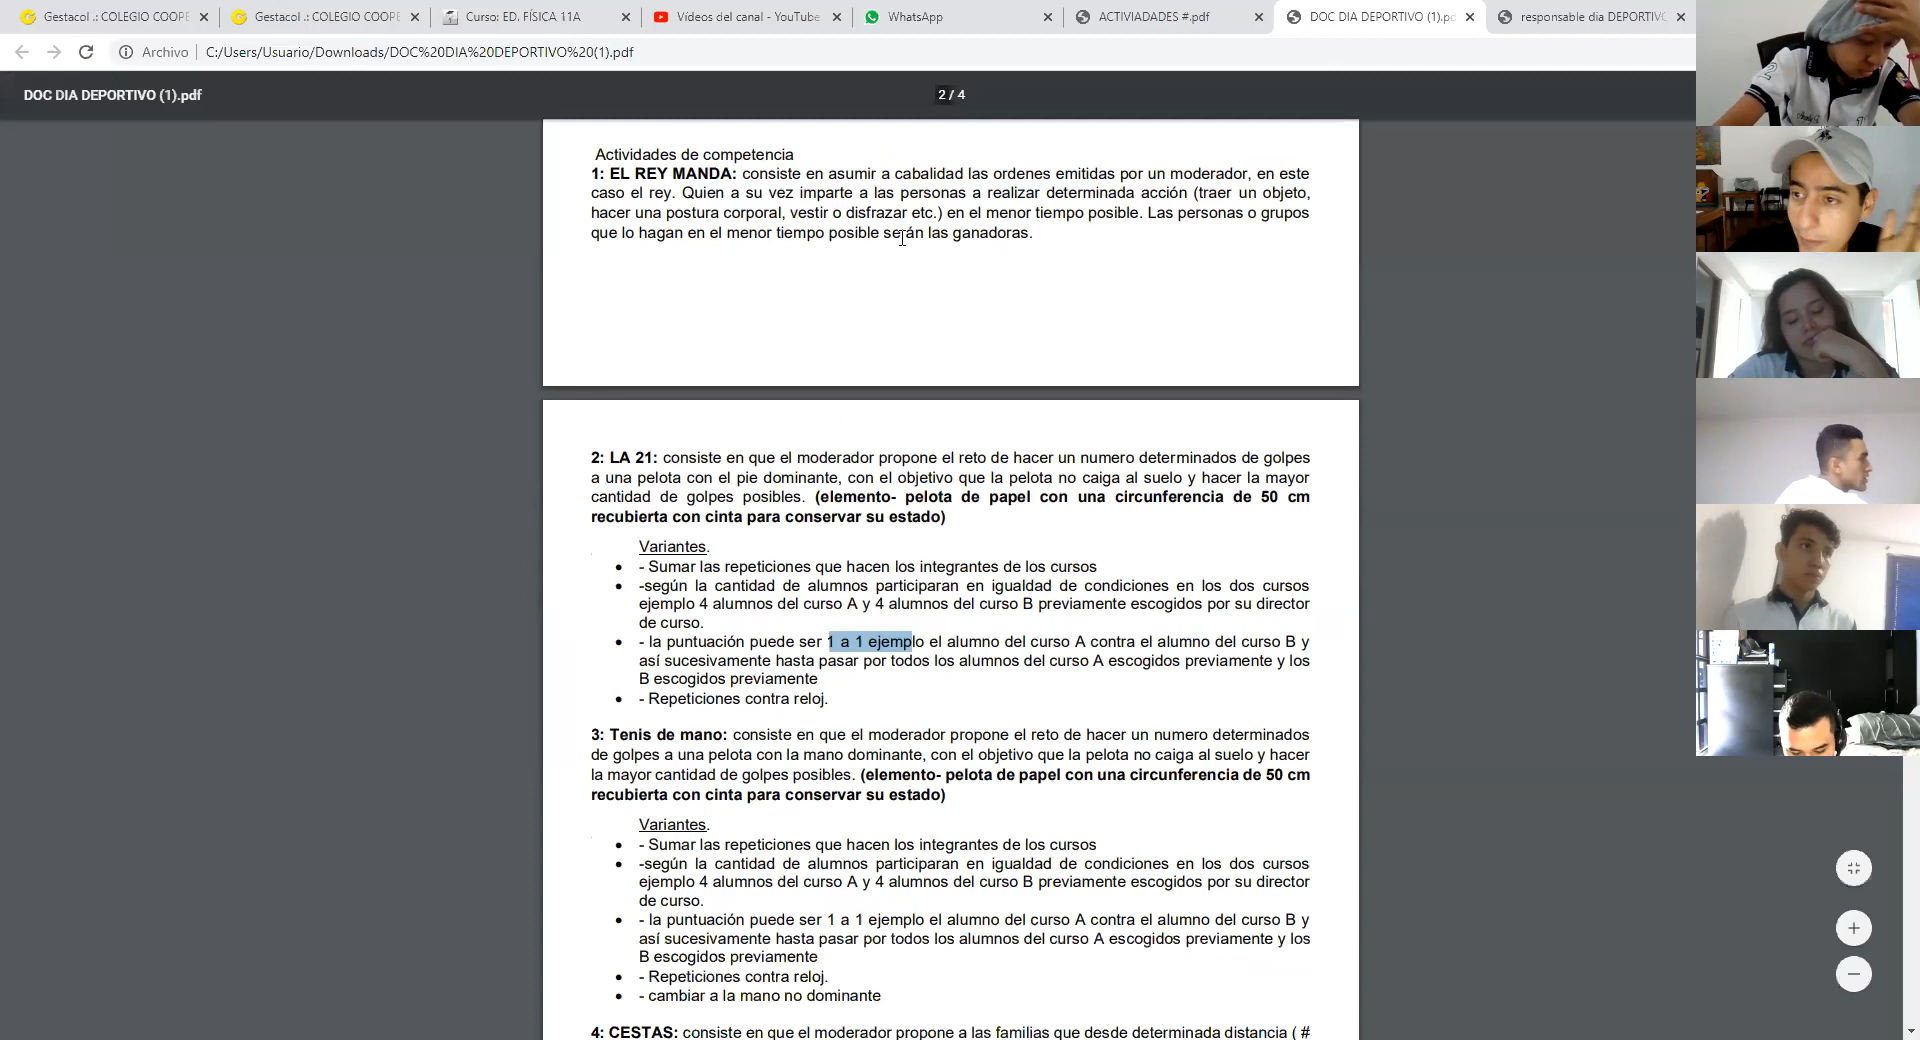 Gestacol .: COLEGIO COOPE
Gestacol .: COLEGIO COOPE
Curso: ED. FÍSICA 11A
Vídeos del canal - YouTube
WhatsApp
ACTIVIADADES #.pdf
DOC DIA DEPORTIVO (1).pd
responsable dia DEPORTIVO
Archivo
C:/Users/Usuario/Downloads/DOC%20DIA%20DEPORTIVO%20(1).pdf
DOC DIA DEPORTIVO (1).pdf
2 / 4
Actividades de competencia
1: EL REY MANDA: consiste en asumir a cabalidad las ordenes emitidas por un moderador, en este
caso el rey. Quien a su vez imparte a las personas a realizar determinada acción (traer un objeto,
hacer una postura corporal, vestir o disfrazar etc.) en el menor tiempo posible. Las personas o grupos
que lo hagan en el menor tiempo posible serán las ganadoras.
2: LA 21: consiste en que el moderador propone el reto de hacer un numero determinados de golpes
a una pelota con el pie dominante, con el objetivo que la pelota no caiga al suelo y hacer la mayor
cantidad de golpes posibles. (elemento- pelota de papel con una circunferencia de 50 cm
recubierta con cinta para conservar su estado)
Variantes.
- Sumar las repeticiones que hacen los integrantes de los cursos
-según la cantidad de alumnos participaran en igualdad de condiciones en los dos cursos
ejemplo 4 alumnos del curso A y 4 alumnos del curso B previamente escogidos por su director
de curso.
- la puntuación puede ser 1 a 1 ejemplo el alumno del curso A contra el alumno del curso B y
así sucesivamente hasta pasar por todos los alumnos del curso A escogidos previamente y los
B escogidos previamente
- Repeticiones contra reloj.
3: Tenis de mano: consiste en que el moderador propone el reto de hacer un numero determinados
de golpes a una pelota con la mano dominante, con el objetivo que la pelota no caiga al suelo y hacer
la mayor cantidad de golpes posibles. (elemento- pelota de papel con una circunferencia de 50 cm
recubierta con cinta para conservar su estado)
Variantes.
- Sumar las repeticiones que hacen los integrantes de los cursos
-según la cantidad de alumnos participaran en igualdad de condiciones en los dos cursos
ejemplo 4 alumnos del curso A y 4 alumnos del curso B previamente escogidos por su director
de curso.
- la puntuación puede ser 1 a 1 ejemplo el alumno del curso A contra el alumno del curso B y
así sucesivamente hasta pasar por todos los alumnos del curso A escogidos previamente y los
B escogidos previamente
- Repeticiones contra reloj.
- cambiar a la mano no dominante
4: CESTAS: consiste en que el moderador propone a las familias que desde determinada distancia ( #